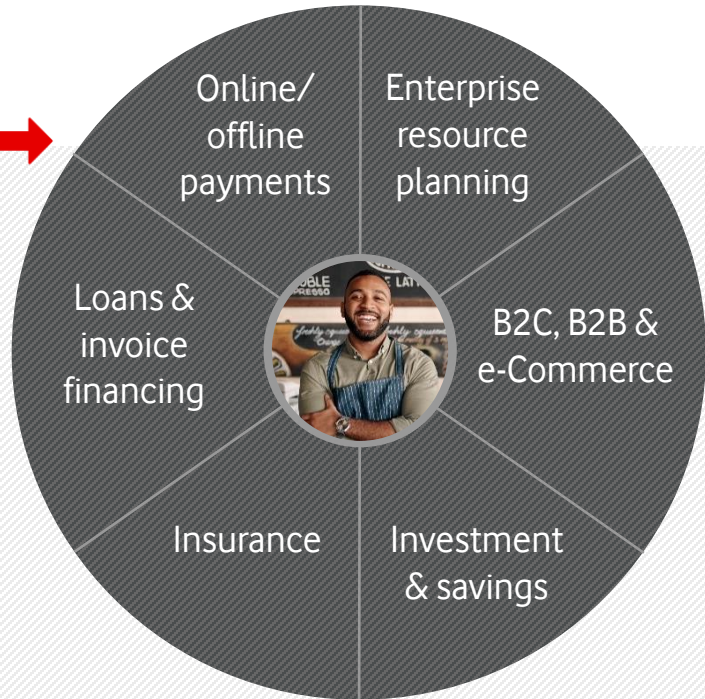 Online/
offline
payments
Enterprise
resource
planning
Loans &
invoice
financing
B2C, B2B &
e-Commerce
Insurance
Investment
& savings